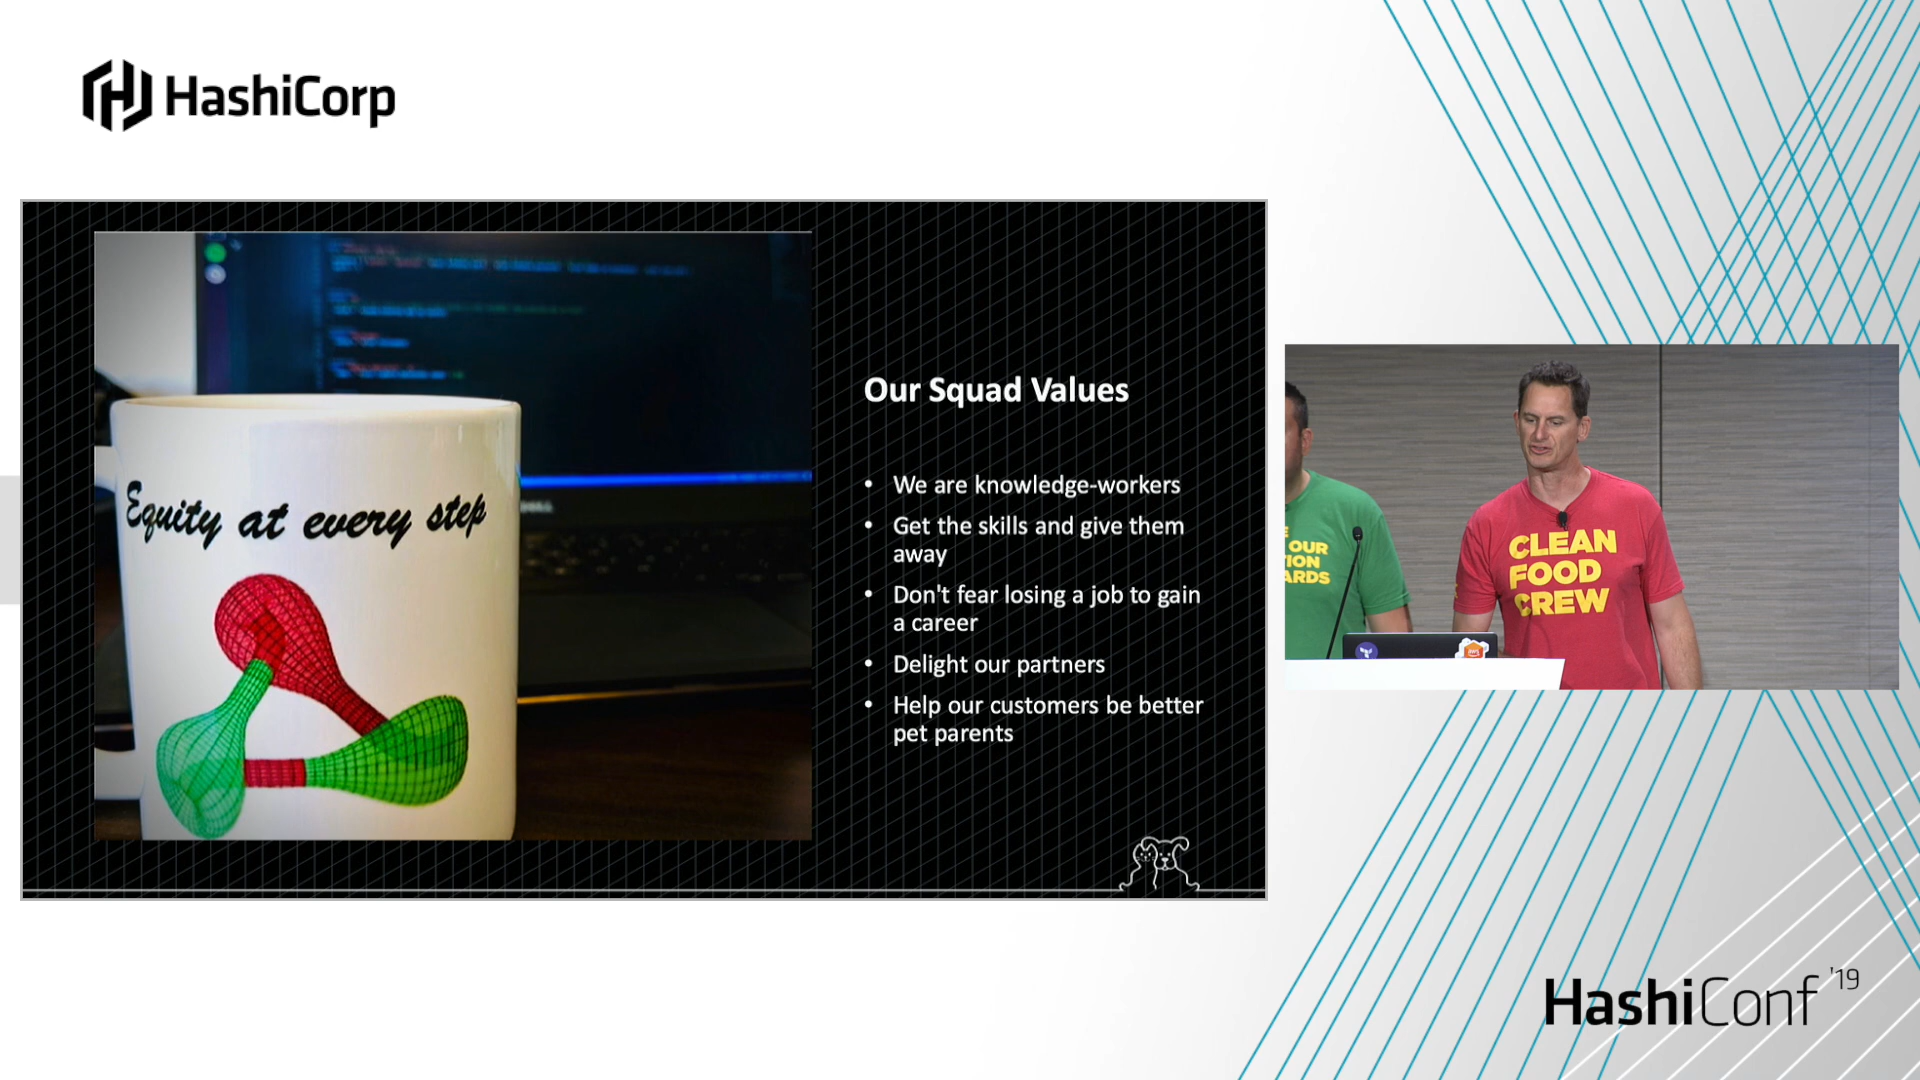 HashiCorp
Equity at every step
Our Squad Values
• We are knowledge-workers
• Get the skills and give them
away
• Don't fear losing a job to gain
a career
• Delight our partners
• Help our customers be better
pet parents
OUR
ION
ARDS
CLEAN
FOOD
CREW
HashiConf '19